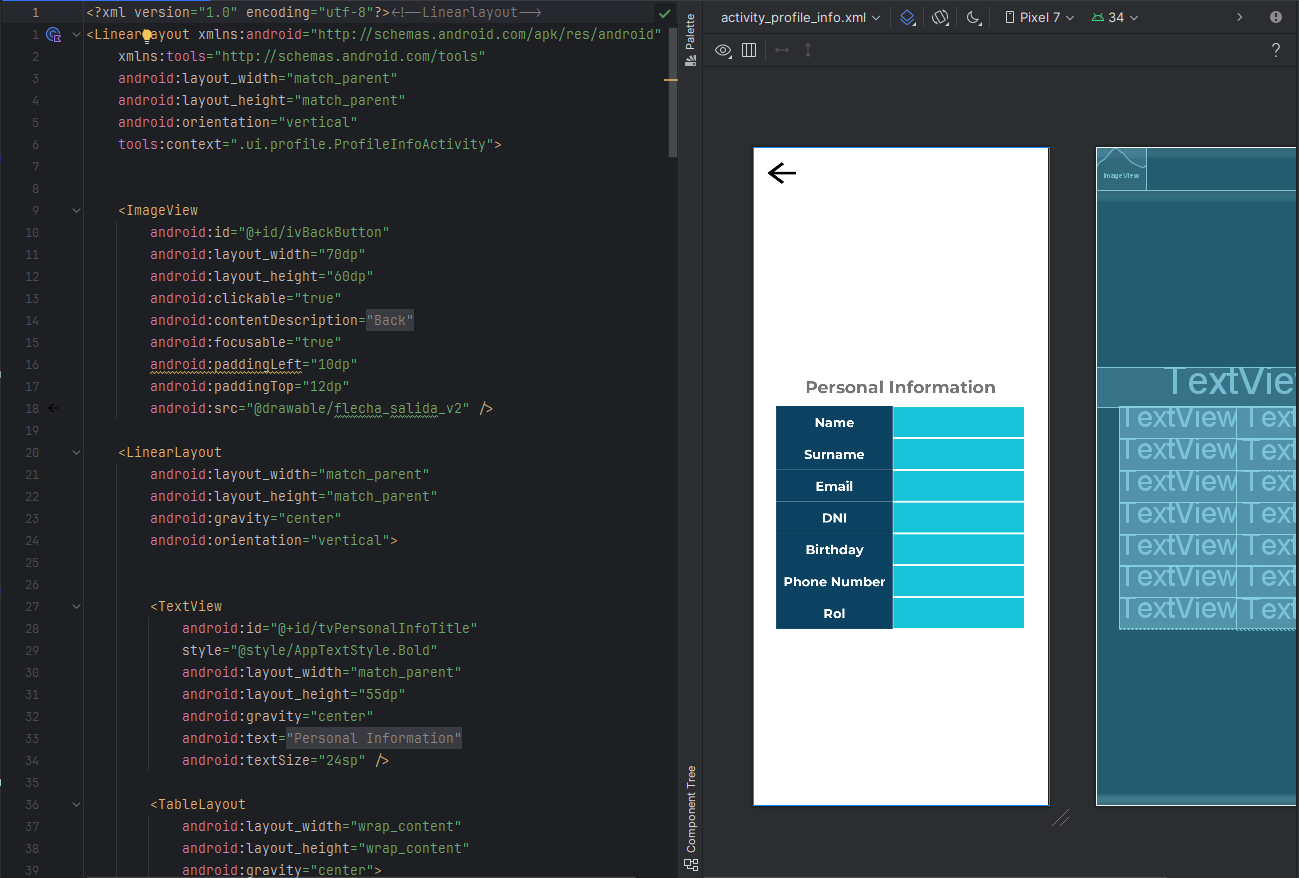 1 <?xml version="1.0" encoding="utf-8"?><!--Linearlayout-->
1 <LinearLayout xmlns:android="http://schemas.android.com/apk/res/android"
2 xmlns:tools="http://schemas.android.com/tools"
3 android:layout_width="match_parent"
4 android:layout_height="match_parent"
5 android:orientation="vertical"
6 tools:context=".ui.profile.ProfileInfoActivity">
7
8
9 <ImageView
10 android:id="@+id/ivBackButton"
11 android:layout_width="70dp"
12 android:layout_height="60dp"
13 android:clickable="true"
14 android:contentDescription="Back"
15 android:focusable="true"
16 android:paddingLeft="10dp"
17 android:paddingTop="12dp"
18 android:src="@drawable/flecha_salida_v2" />
19
20 <LinearLayout
21 android:layout_width="match_parent"
22 android:layout_height="match_parent"
23 android:gravity="center"
24 android:orientation="vertical">
25
26
27 <TextView
28 android:id="@+id/tvPersonalInfoTitle"
29 style="@style/AppTextStyle.Bold"
30 android:layout_width="match_parent"
31 android:layout_height="55dp"
32 android:gravity="center"
33 android:text="Personal Information"
34 android:textSize="24sp" />
35
36 <TableLayout
37 android:layout_width="wrap_content"
38 android:layout_height="wrap_content"
39 android:gravity="center">
Palette
Component Tree
activity_profile_info.xml
Pixel 7
34
?
Personal Information
Name
Surname
Email
DNI
Birthday
Phone Number
Rol
ImageView
TextVie
TextView Text
TextView Text
TextView Text
TextView Text
TextView Text
TextView Text
TextView Text